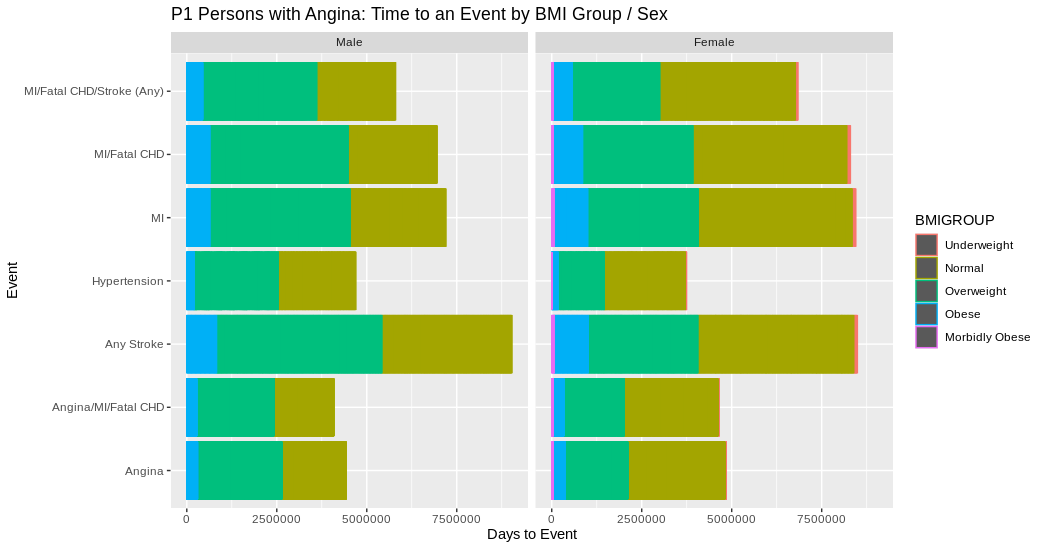 P1 Persons with Angina: Time to an Event by BMI Group / Sex
Male
Female
MI/Fatal CHD/Stroke (Any)
MI/Fatal CHD
MI
Hypertension
Any Stroke
Angina/MI/Fatal CHD
Angina
Event
0 2500000 5000000 7500000
0 2500000 5000000 7500000
Days to Event
BMIGROUP
Underweight
Normal
Overweight
Obese
Morbidly Obese